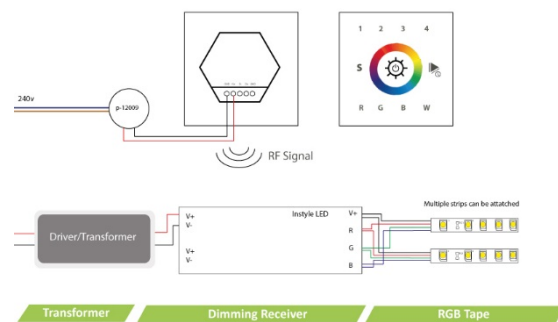 1 2 3 4
S
240v
p-12009
R G B W
RF Signal
Multiple strips can be attatched
Driver/Transformer
V+
V-
V+
V-
Instyle LED
V+
R
G
B
Transformer
Dimming Receiver
RGB Tape